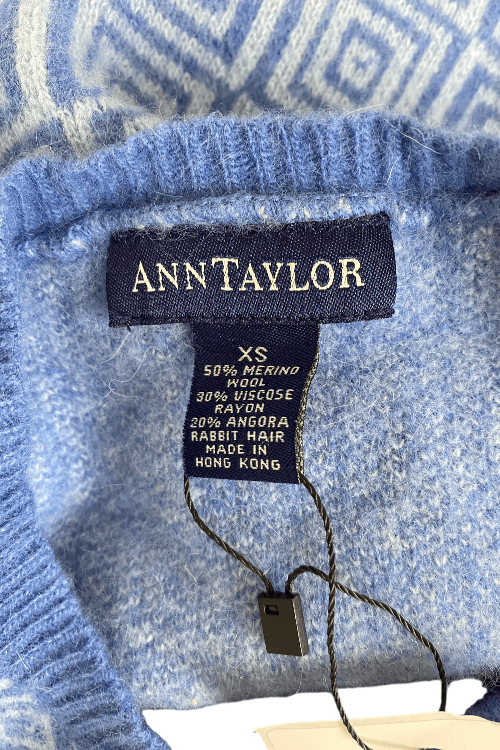 ANNTAYLOR
XS
50% MERINO
WOOL
30% VISCOSE
RAYON
20% ANGORA
RABBIT HAIR
MADE IN
HONG KONG